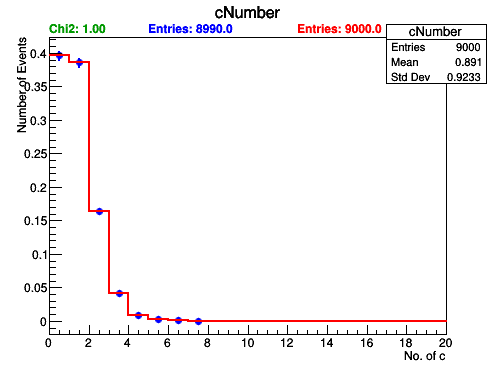 cNumber
Chi2: 1.00 Entries: 8990.0 Entries: 9000.0
cNumber
Entries 9000
Mean 0.891
Std Dev 0.9233
Number of Events
0.4
0.35
0.3
0.25
0.2
0.15
0.1
0.05
0
0 2 4 6 8 10 12 14 16 18 20
No. of c